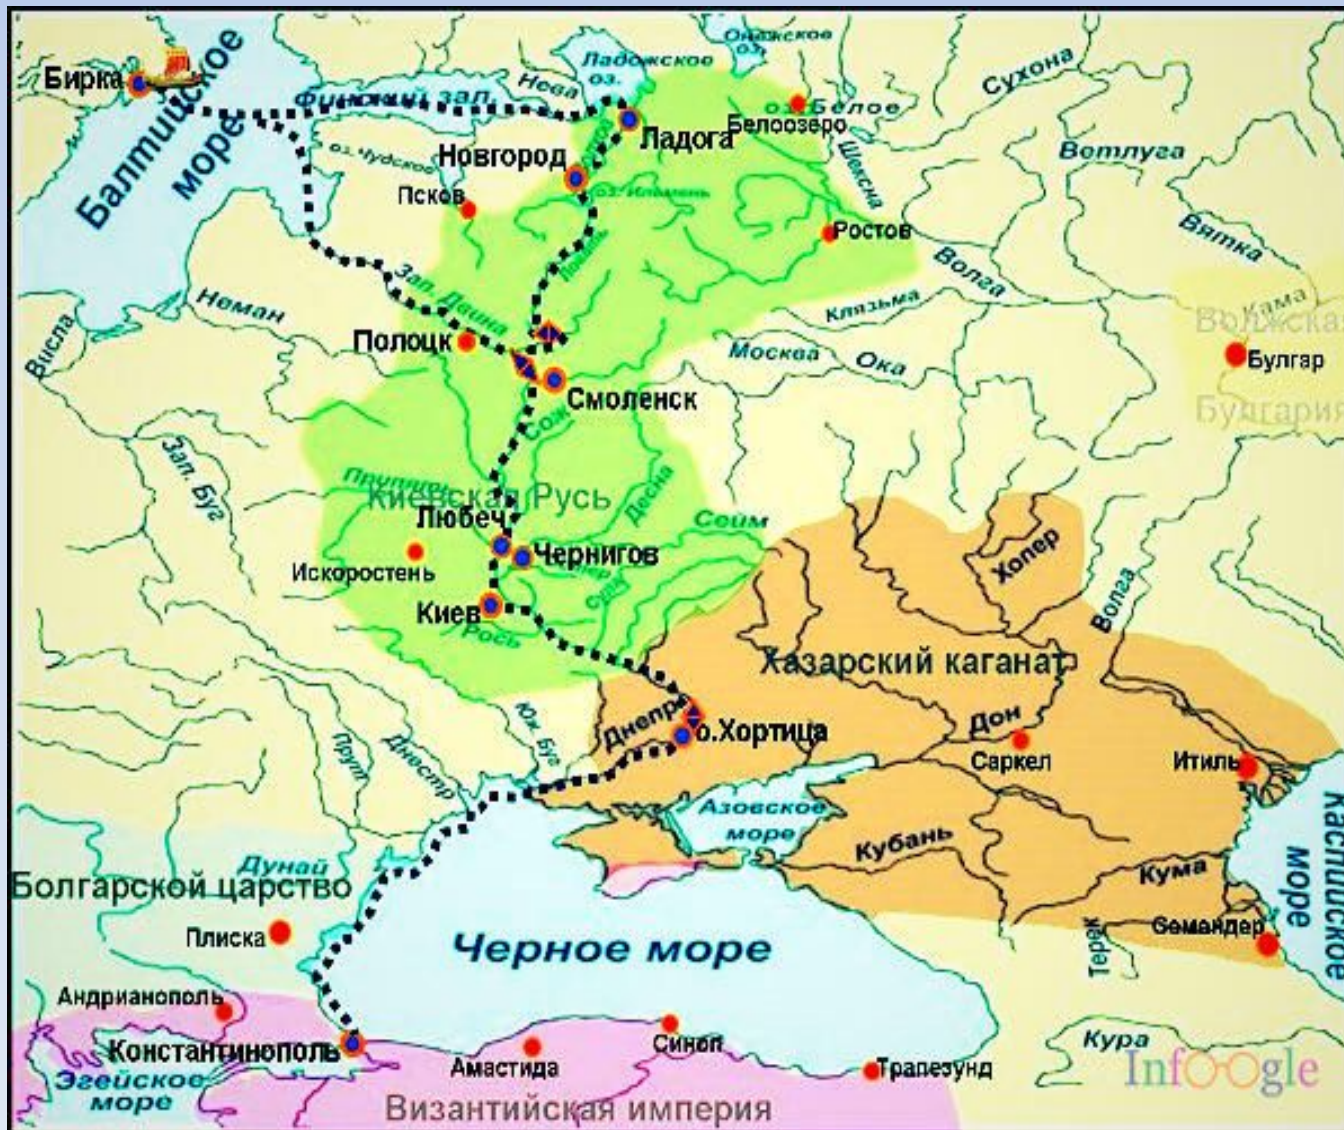 Онежское
оз.
Ладожское
оз.
Сухона
Бирка
Балтийское
море
Финский зал.
Нева
оз. Белое
Белоозеро
Ладога
оз. Чудское
Новгород
Шексна
Ветлуга
Псков
оз. Ильмень
Ростов
Вятка
Ловать
Волга
Зап. Двина
Неман
Клязьма
Кама
Волжска
Висла
Полоцк
Москва
Ока
Булгар
Смоленск
Булгария
Сож
Зап. Буг
Киевская Русь
Десна
Любеч
Сейм
Чернигов
Хопер
Искоростень
Волга
Киев
Рось
Хазарский каганат
Днепр
о.Хортица
Дон
Юж. Буг
Прут
Днестр
Саркел
Итиль
Азовское
море
Каспийское
море
Кубань
Дунай
Болгарской царство
Кума
Плиска
Черное море
Терек
Семендер
Андрианополь
Константинополь
Синоп
Кура
Эгейское
море
Амастида
Трапезунд
Византийская империя
InfOOgle